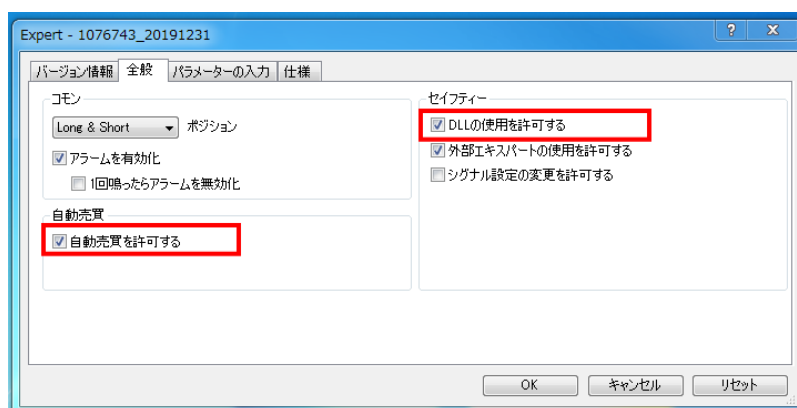 Expert - 1076743_20191231
バージョン情報 全般 パラメーターの入力 仕様
コモン
Long & Short ポジション
アラームを有効化
1回鳴ったらアラームを無効化
自動売買
自動売買を許可する
セイフティー
DLLの使用を許可する
外部エキスパートの使用を許可する
シグナル設定の変更を許可する
OK キャンセル リセット